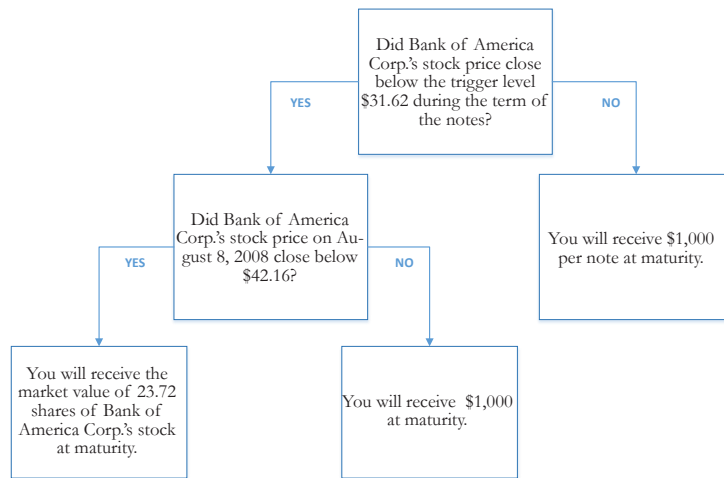 Did Bank of America
Corp.'s stock price close
below the trigger level
$31.62 during the term of
the notes?
YES
NO
Did Bank of America
Corp.'s stock price on Au-
gust 8, 2008 close below
$42.16?
You will receive $1,000
per note at maturity.
YES
NO
You will receive the
market value of 23.72
shares of Bank of
America Corp.'s stock
at maturity.
You will receive $1,000
at maturity.